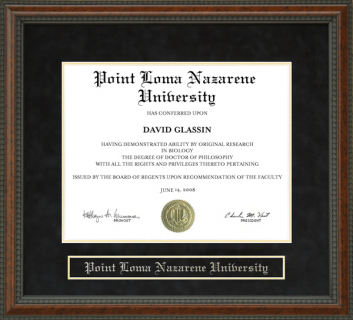 Point Loma Nazarene
University
HAS CONFERRED UPON
DAVID GLASSIN
HAVING DEMONSTRATED ABILITY BY ORIGINAL RESEARCH
IN BIOLOGY
THE DEGREE OF DOCTOR OF PHILOSOPHY
WITH ALL THE RIGHTS AND PRIVILEGES THERETO PERTAINING
ISSUED BY THE BOARD OF REGENTS UPON RECOMMENDATION OF THE FACULTY
JUNE 14, 2008
PROVOST
PRESIDENT
Point Loma Nazarene University